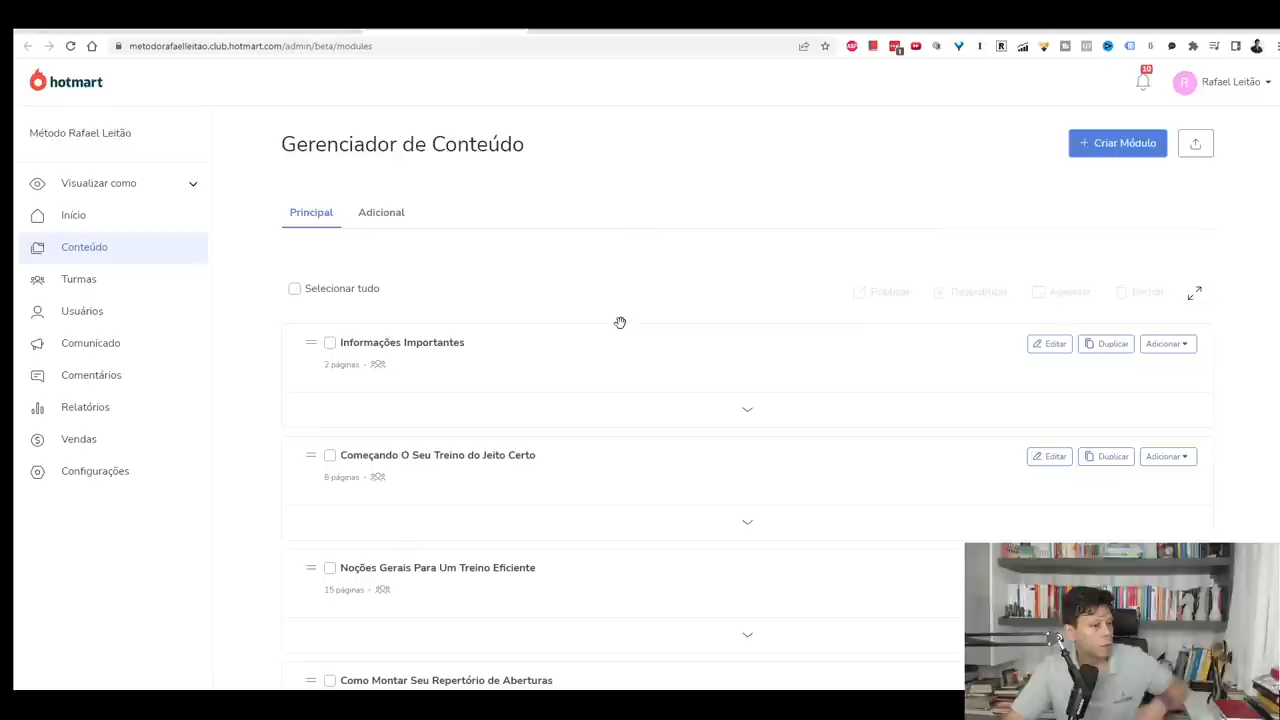 metodorafaelleitao.club.hotmart.com/admin/beta/modules
hotmart
10
R
Rafael Leitão
Método Rafael Leitão
Visualizar como
Início
Conteúdo
Turmas
Usuários
Comunicado
Comentários
Relatórios
Vendas
Configurações
Gerenciador de Conteúdo
+ Criar Módulo
Principal
Adicional
Selecionar tudo
Publicar
Despublicar
Agendar
Informações Importantes
2 páginas
Editar
Duplicar
Adicionar
Começando O Seu Treino do Jeito Certo
8 páginas
Editar
Duplicar
Adicionar
Noções Gerais Para Um Treino Eficiente
15 páginas
Como Montar Seu Repertório de Aberturas